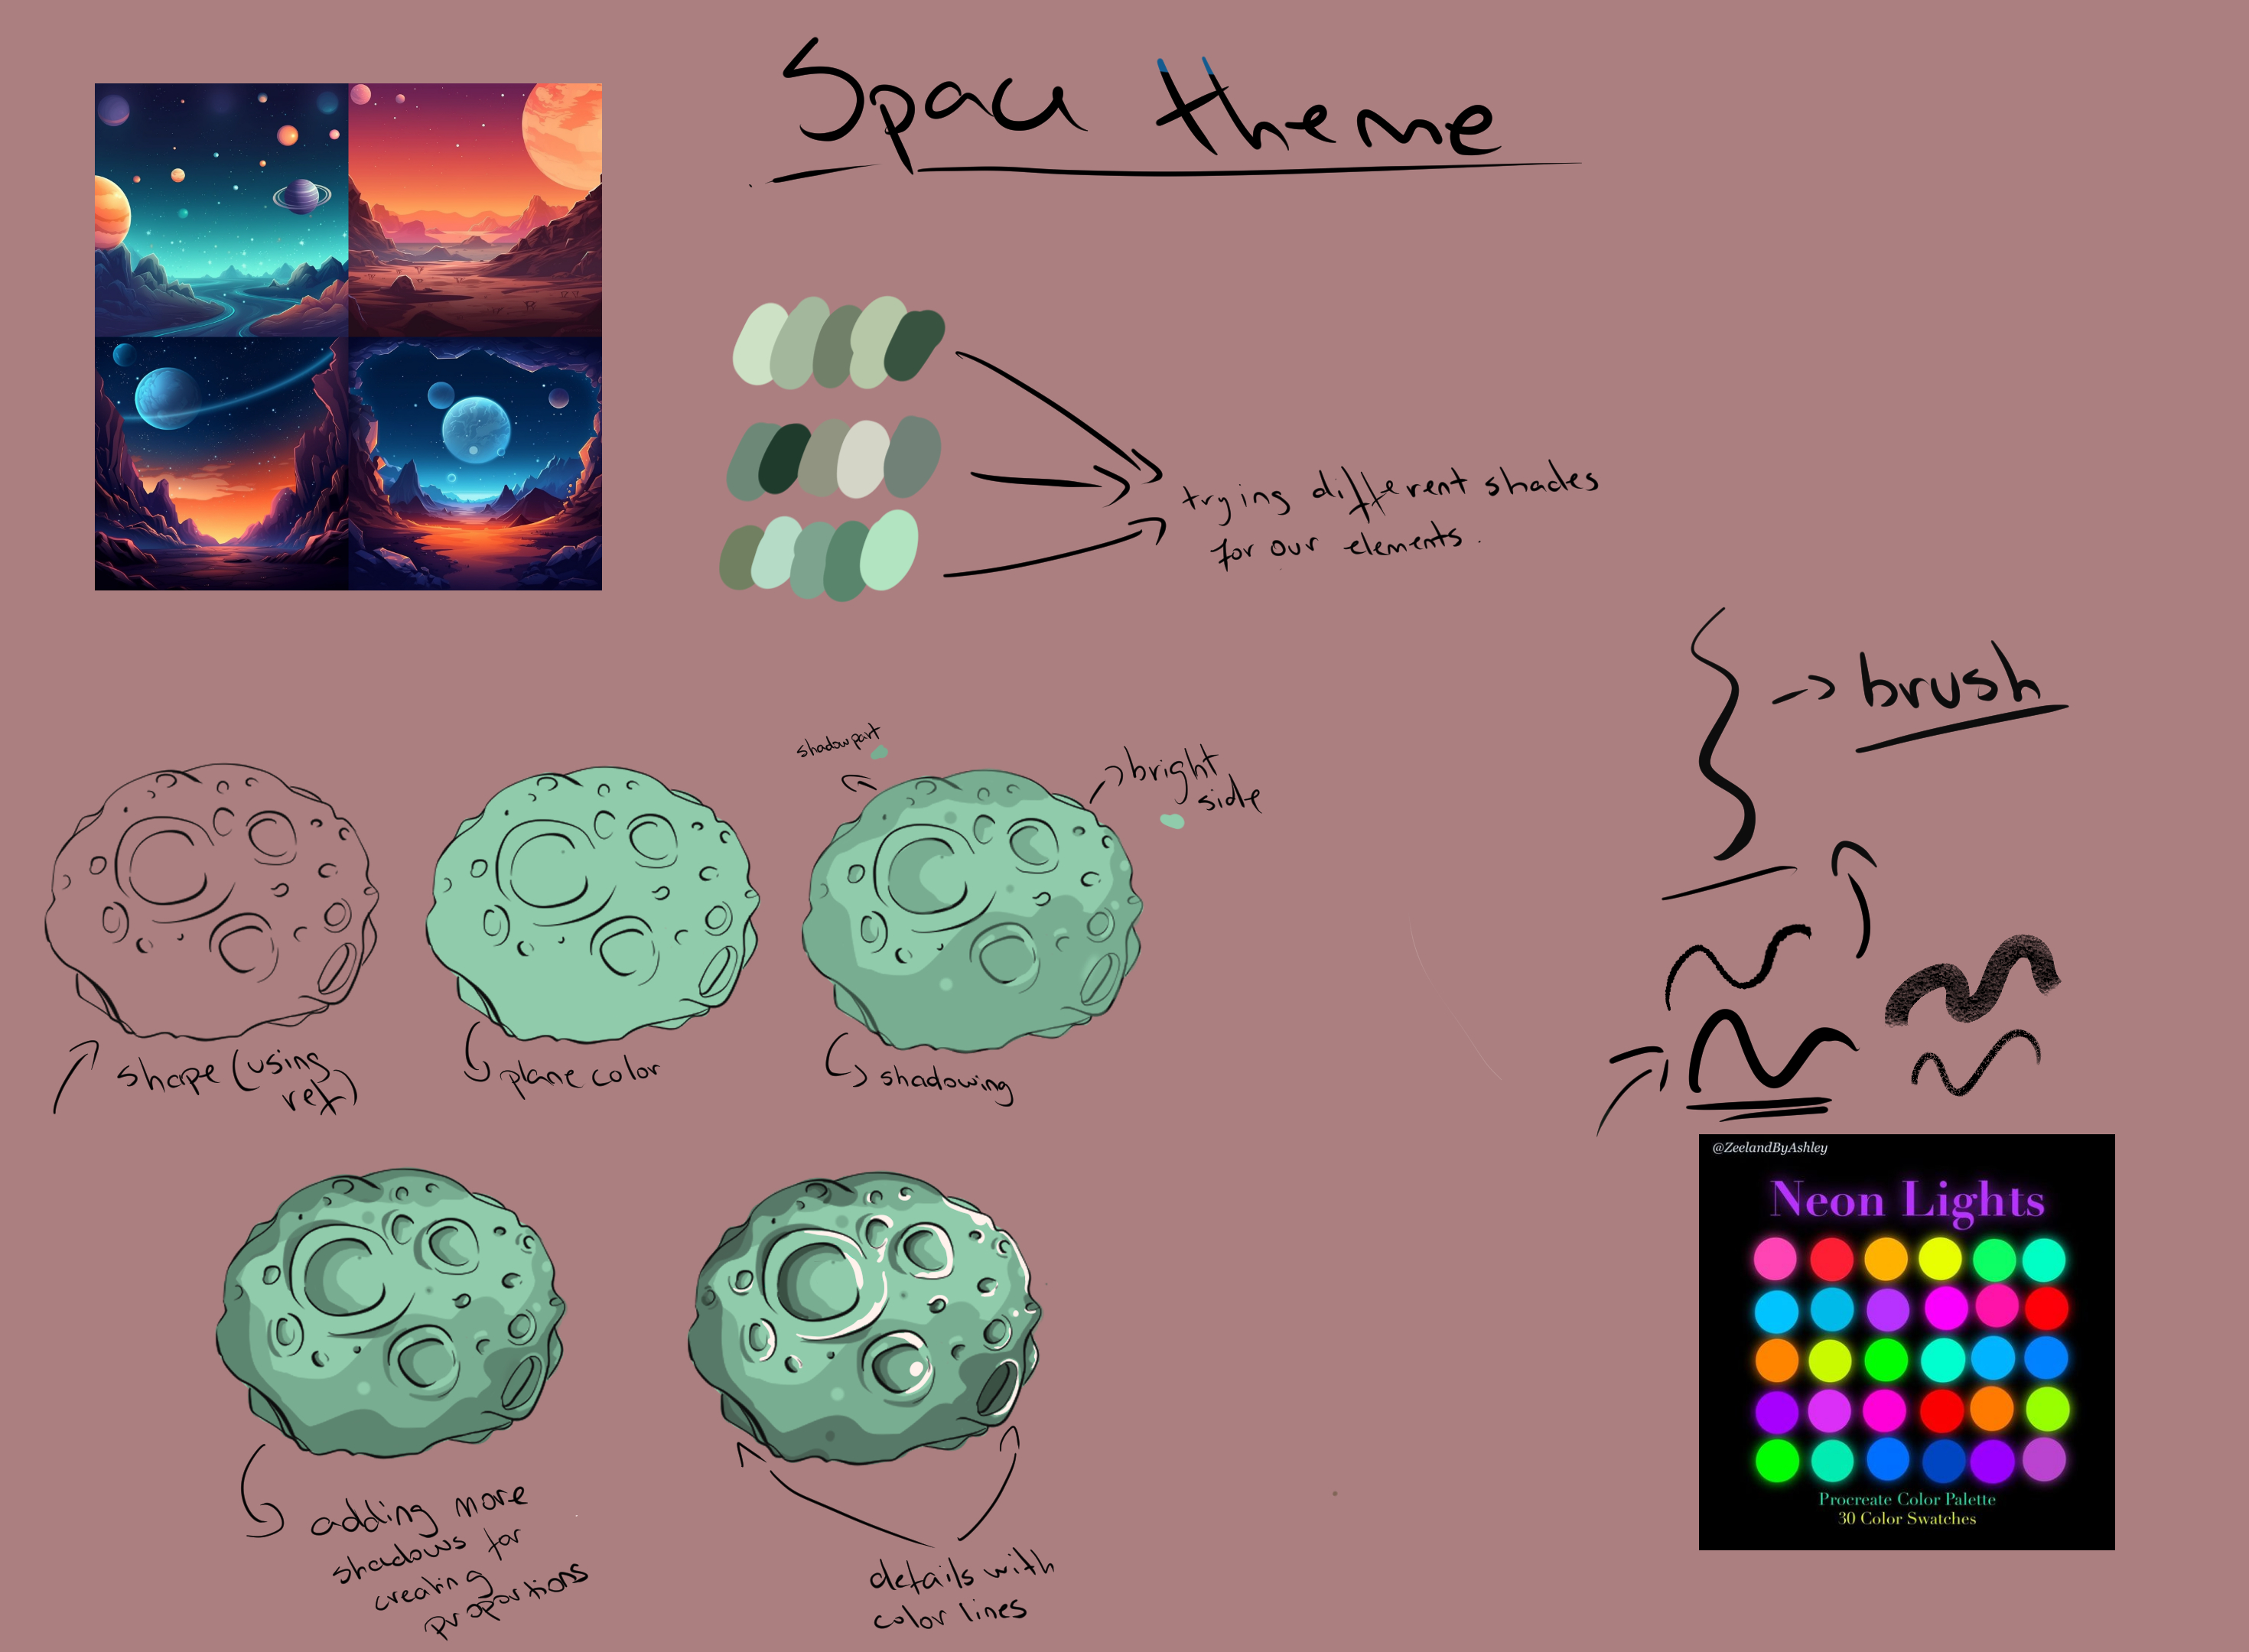 Space theme
trying different shades
for our elements.
-> brush
shadow part
bright
side
shape (using
ref)
plane color
shadowing
adding more
shadows for
creating
proportions
details with
color lines
@ZeelandByAshley
Neon Lights
Procreate Color Palette
30 Color Swatches